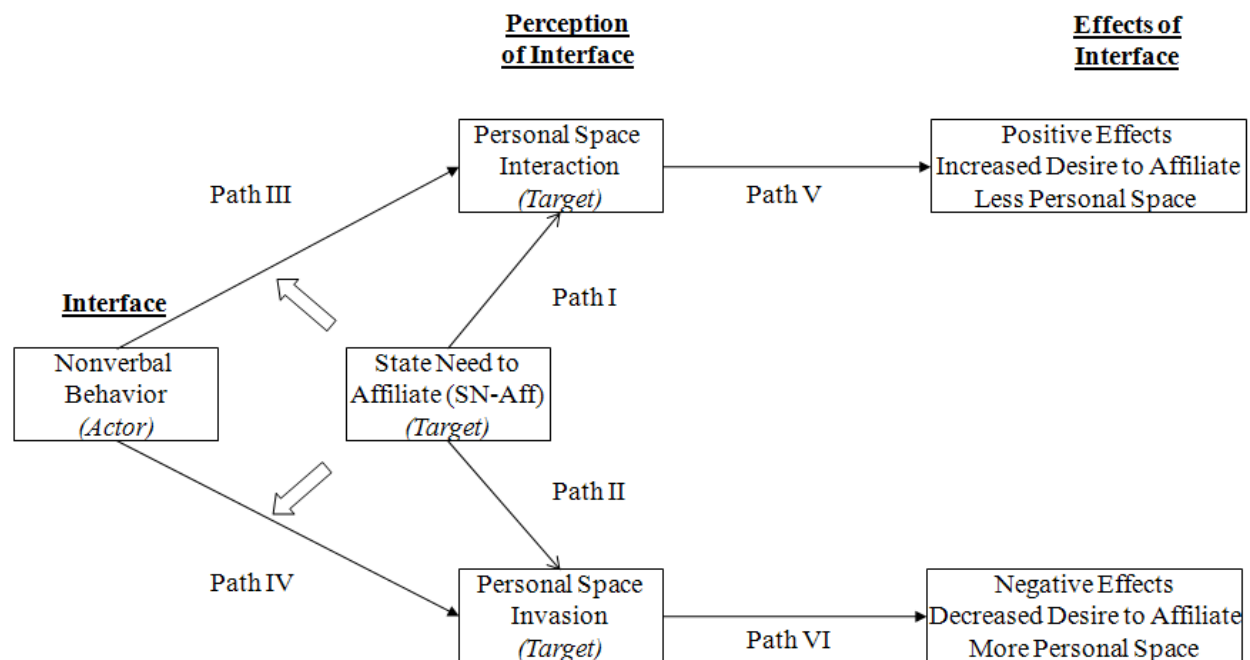 Perception
of Interface
Effects of
Interface
Personal Space
Interaction
(Target)
Positive Effects
Increased Desire to Affiliate
Less Personal Space
Path III
Path V
Interface
Path I
Nonverbal
Behavior
(Actor)
State Need to
Affiliate (SN-Aff)
(Target)
Path II
Path IV
Personal Space
Invasion
(Target)
Path VI
Negative Effects
Decreased Desire to Affiliate
More Personal Space